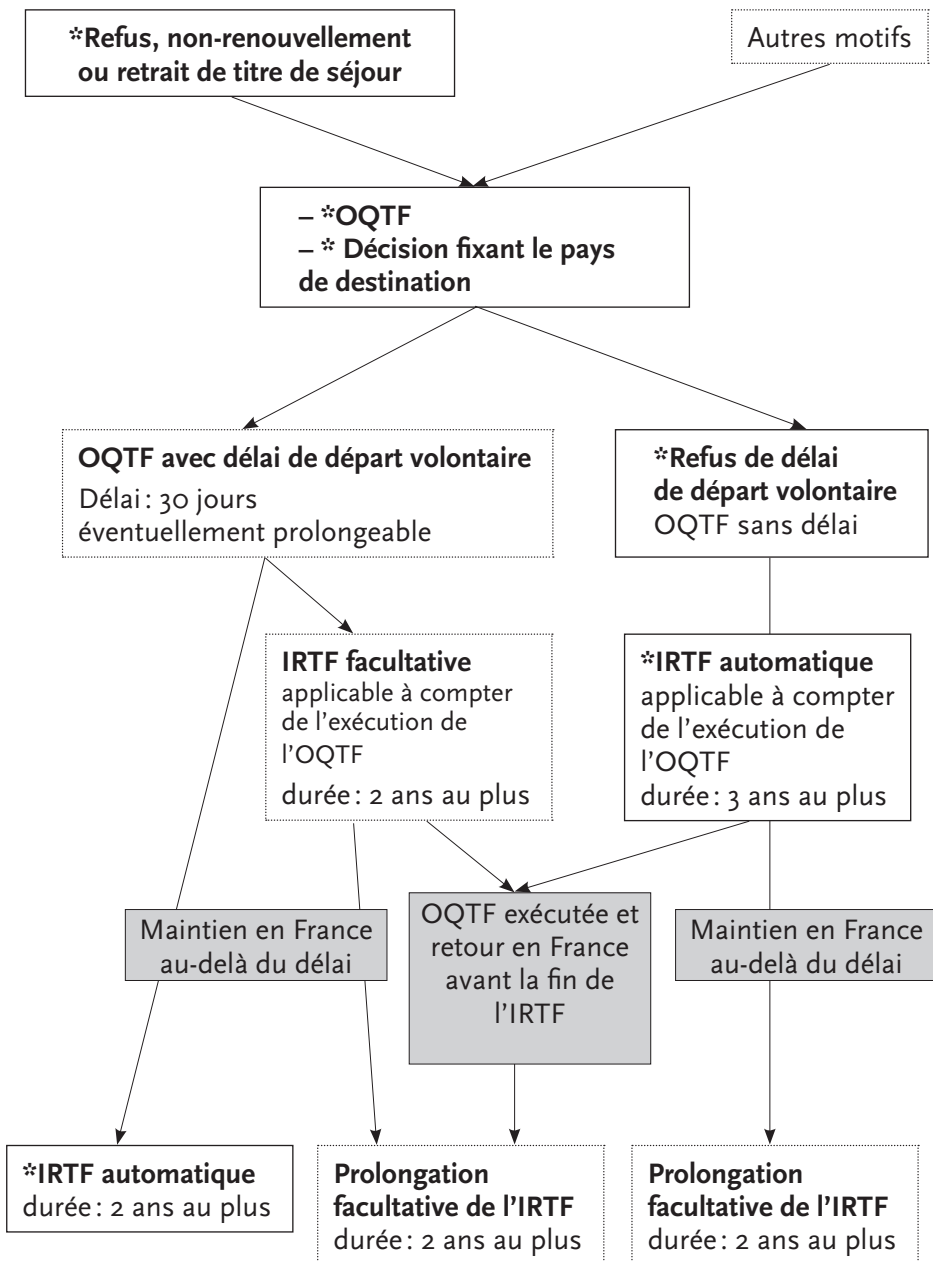 *Refus, non-renouvellement
ou retrait de titre de séjour
Autres motifs
– *OQTF
– * Décision fixant le pays
de destination
OQTF avec délai de départ volontaire
Délai : 30 jours
éventuellement prolongeable
*Refus de délai
de départ volontaire
OQTF sans délai
IRTF facultative
applicable à compter
de l’exécution de
l’OQTF
durée : 2 ans au plus
*IRTF automatique
applicable à compter
de l’exécution de
l’OQTF
durée : 3 ans au plus
Maintien en France
au-delà du délai
OQTF exécutée et
retour en France
avant la fin de
l’IRTF
Maintien en France
au-delà du délai
*IRTF automatique
durée : 2 ans au plus
Prolongation
facultative de l’IRTF
durée : 2 ans au plus
Prolongation
facultative de l’IRTF
durée : 2 ans au plus